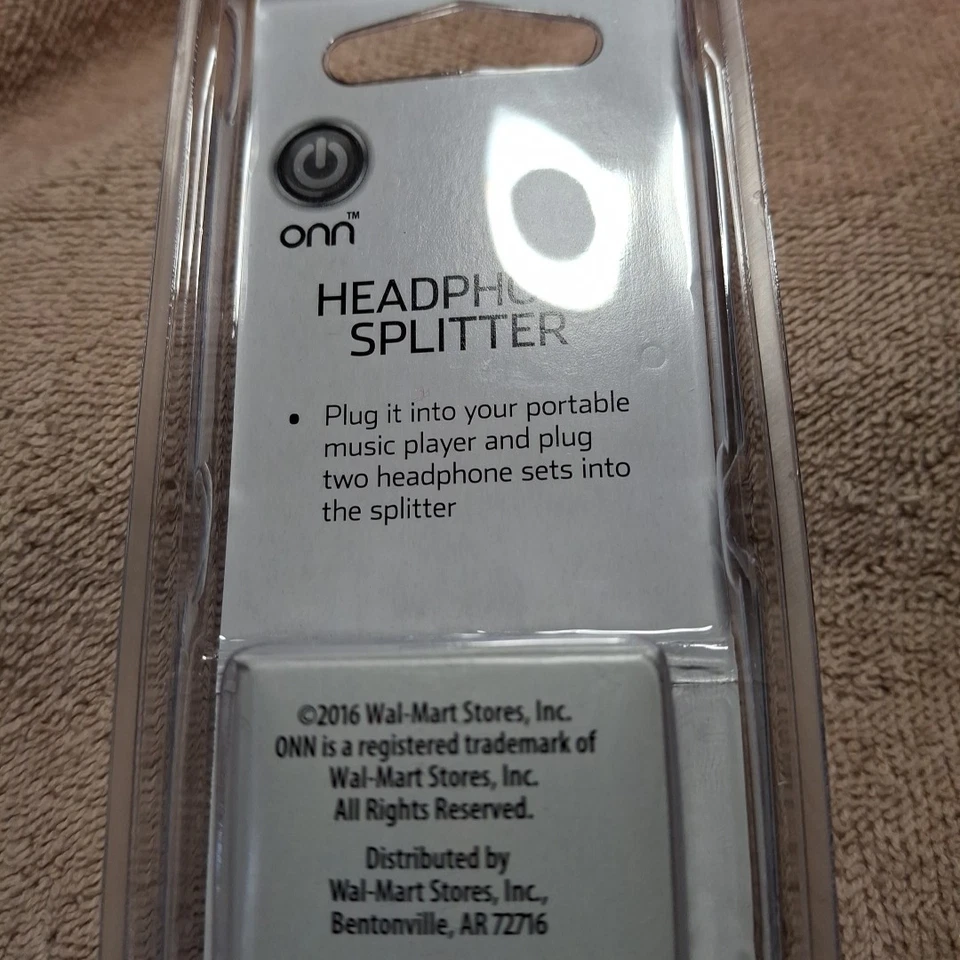 onn™
HEADPHONE
SPLITTER
• Plug it into your portable
music player and plug
two headphone sets into
the splitter
©2016 Wal-Mart Stores, Inc.
ONN is a registered trademark of
Wal-Mart Stores, Inc.
All Rights Reserved.
Distributed by
Wal-Mart Stores, Inc.,
Bentonville, AR 72716